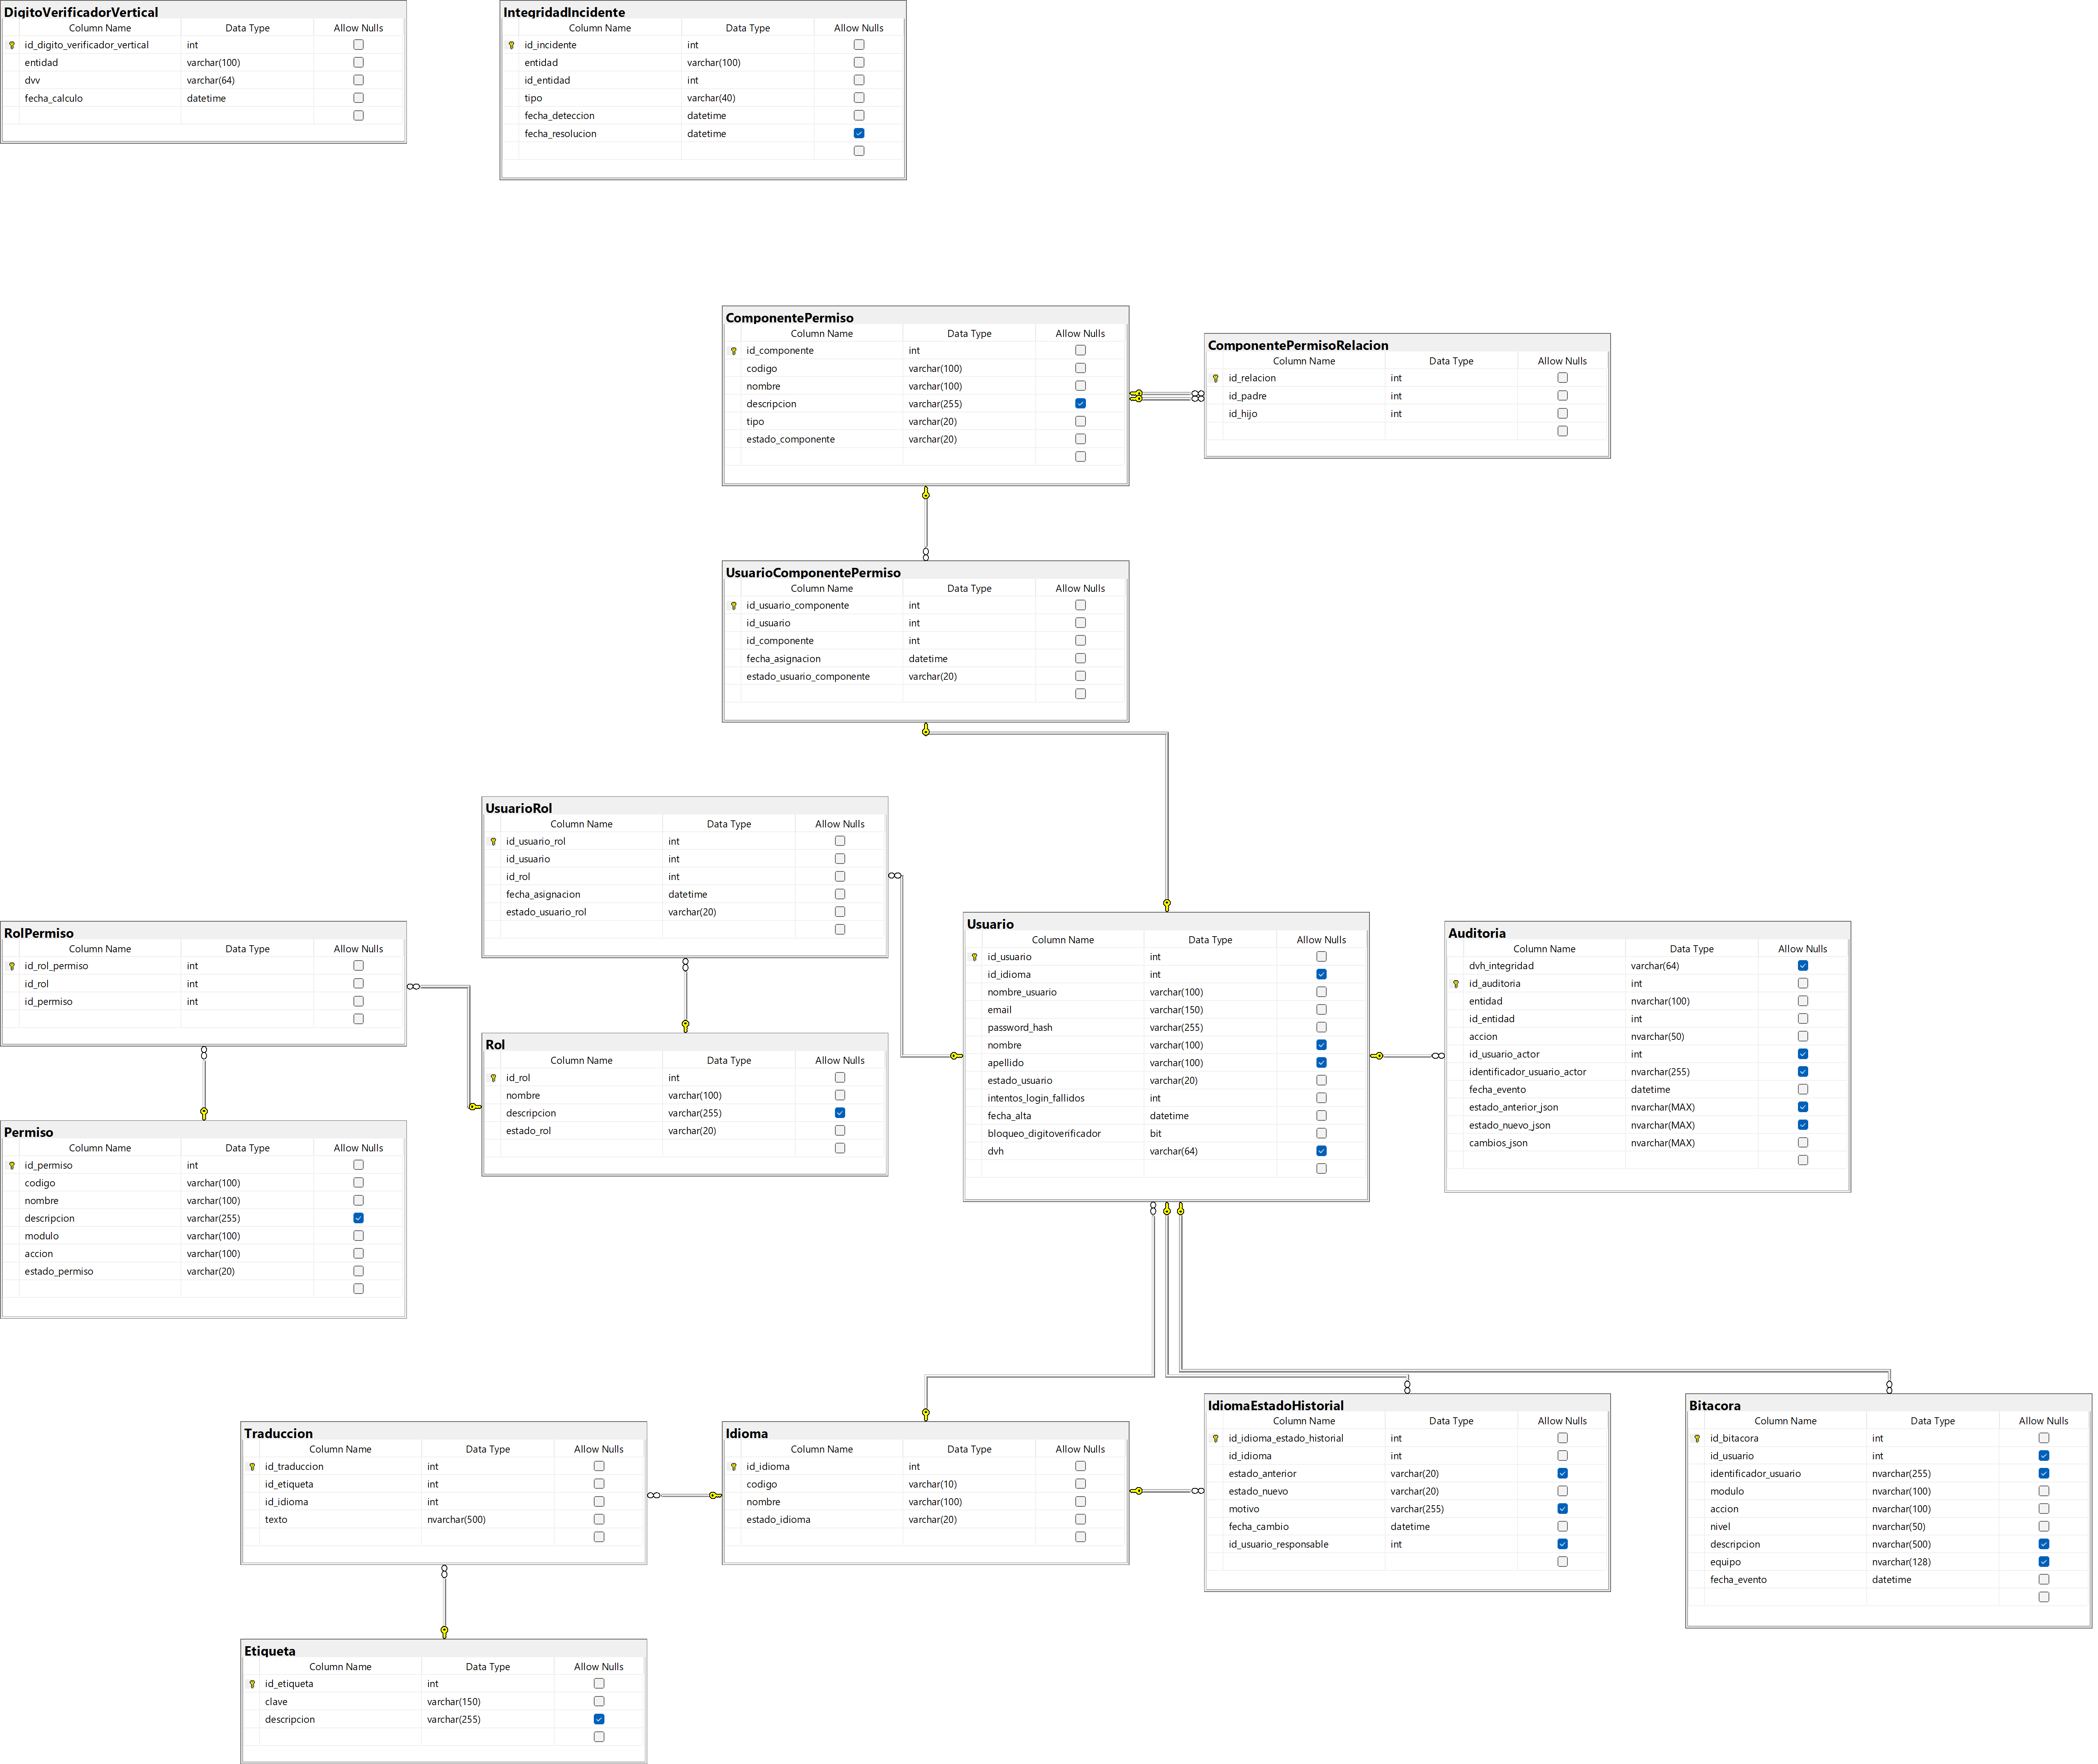 DigitoVerificadorVertical
Column Name Data Type Allow Nulls
id_digito_verificador_vertical int
entidad varchar(100)
dvv varchar(64)
fecha_calculo datetime
IntegridadIncidente
Column Name Data Type Allow Nulls
id_incidente int
entidad varchar(100)
id_entidad int
tipo varchar(40)
fecha_deteccion datetime
fecha_resolucion datetime
ComponentePermiso
Column Name Data Type Allow Nulls
id_componente int
codigo varchar(100)
nombre varchar(100)
descripcion varchar(255)
tipo varchar(20)
estado_componente varchar(20)
ComponentePermisoRelacion
Column Name Data Type Allow Nulls
id_relacion int
id_padre int
id_hijo int
UsuarioComponentePermiso
Column Name Data Type Allow Nulls
id_usuario_componente int
id_usuario int
id_componente int
fecha_asignacion datetime
estado_usuario_componente varchar(20)
UsuarioRol
Column Name Data Type Allow Nulls
id_usuario_rol int
id_usuario int
id_rol int
fecha_asignacion datetime
estado_usuario_rol varchar(20)
RolPermiso
Column Name Data Type Allow Nulls
id_rol_permiso int
id_rol int
id_permiso int
Rol
Column Name Data Type Allow Nulls
id_rol int
nombre varchar(100)
descripcion varchar(255)
estado_rol varchar(20)
Usuario
Column Name Data Type Allow Nulls
id_usuario int
id_idioma int
nombre_usuario varchar(100)
email varchar(150)
password_hash varchar(255)
nombre varchar(100)
apellido varchar(100)
estado_usuario varchar(20)
intentos_login_fallidos int
fecha_alta datetime
bloqueo_digitoverificador bit
dvh varchar(64)
Auditoria
Column Name Data Type Allow Nulls
dvh_integridad varchar(64)
id_auditoria int
entidad nvarchar(100)
id_entidad int
accion nvarchar(50)
id_usuario_actor int
identificador_usuario_actor nvarchar(255)
fecha_evento datetime
estado_anterior_json nvarchar(MAX)
estado_nuevo_json nvarchar(MAX)
cambios_json nvarchar(MAX)
Permiso
Column Name Data Type Allow Nulls
id_permiso int
codigo varchar(100)
nombre varchar(100)
descripcion varchar(255)
modulo varchar(100)
accion varchar(100)
estado_permiso varchar(20)
Traduccion
Column Name Data Type Allow Nulls
id_traduccion int
id_etiqueta int
id_idioma int
texto nvarchar(500)
Idioma
Column Name Data Type Allow Nulls
id_idioma int
codigo varchar(10)
nombre varchar(100)
estado_idioma varchar(20)
IdiomaEstadoHistorial
Column Name Data Type Allow Nulls
id_idioma_estado_historial int
id_idioma int
estado_anterior varchar(20)
estado_nuevo varchar(20)
motivo varchar(255)
fecha_cambio datetime
id_usuario_responsable int
Bitacora
Column Name Data Type Allow Nulls
id_bitacora int
id_usuario int
identificador_usuario nvarchar(255)
modulo nvarchar(100)
accion nvarchar(100)
nivel nvarchar(50)
descripcion nvarchar(500)
equipo nvarchar(128)
fecha_evento datetime
Etiqueta
Column Name Data Type Allow Nulls
id_etiqueta int
clave varchar(150)
descripcion varchar(255)